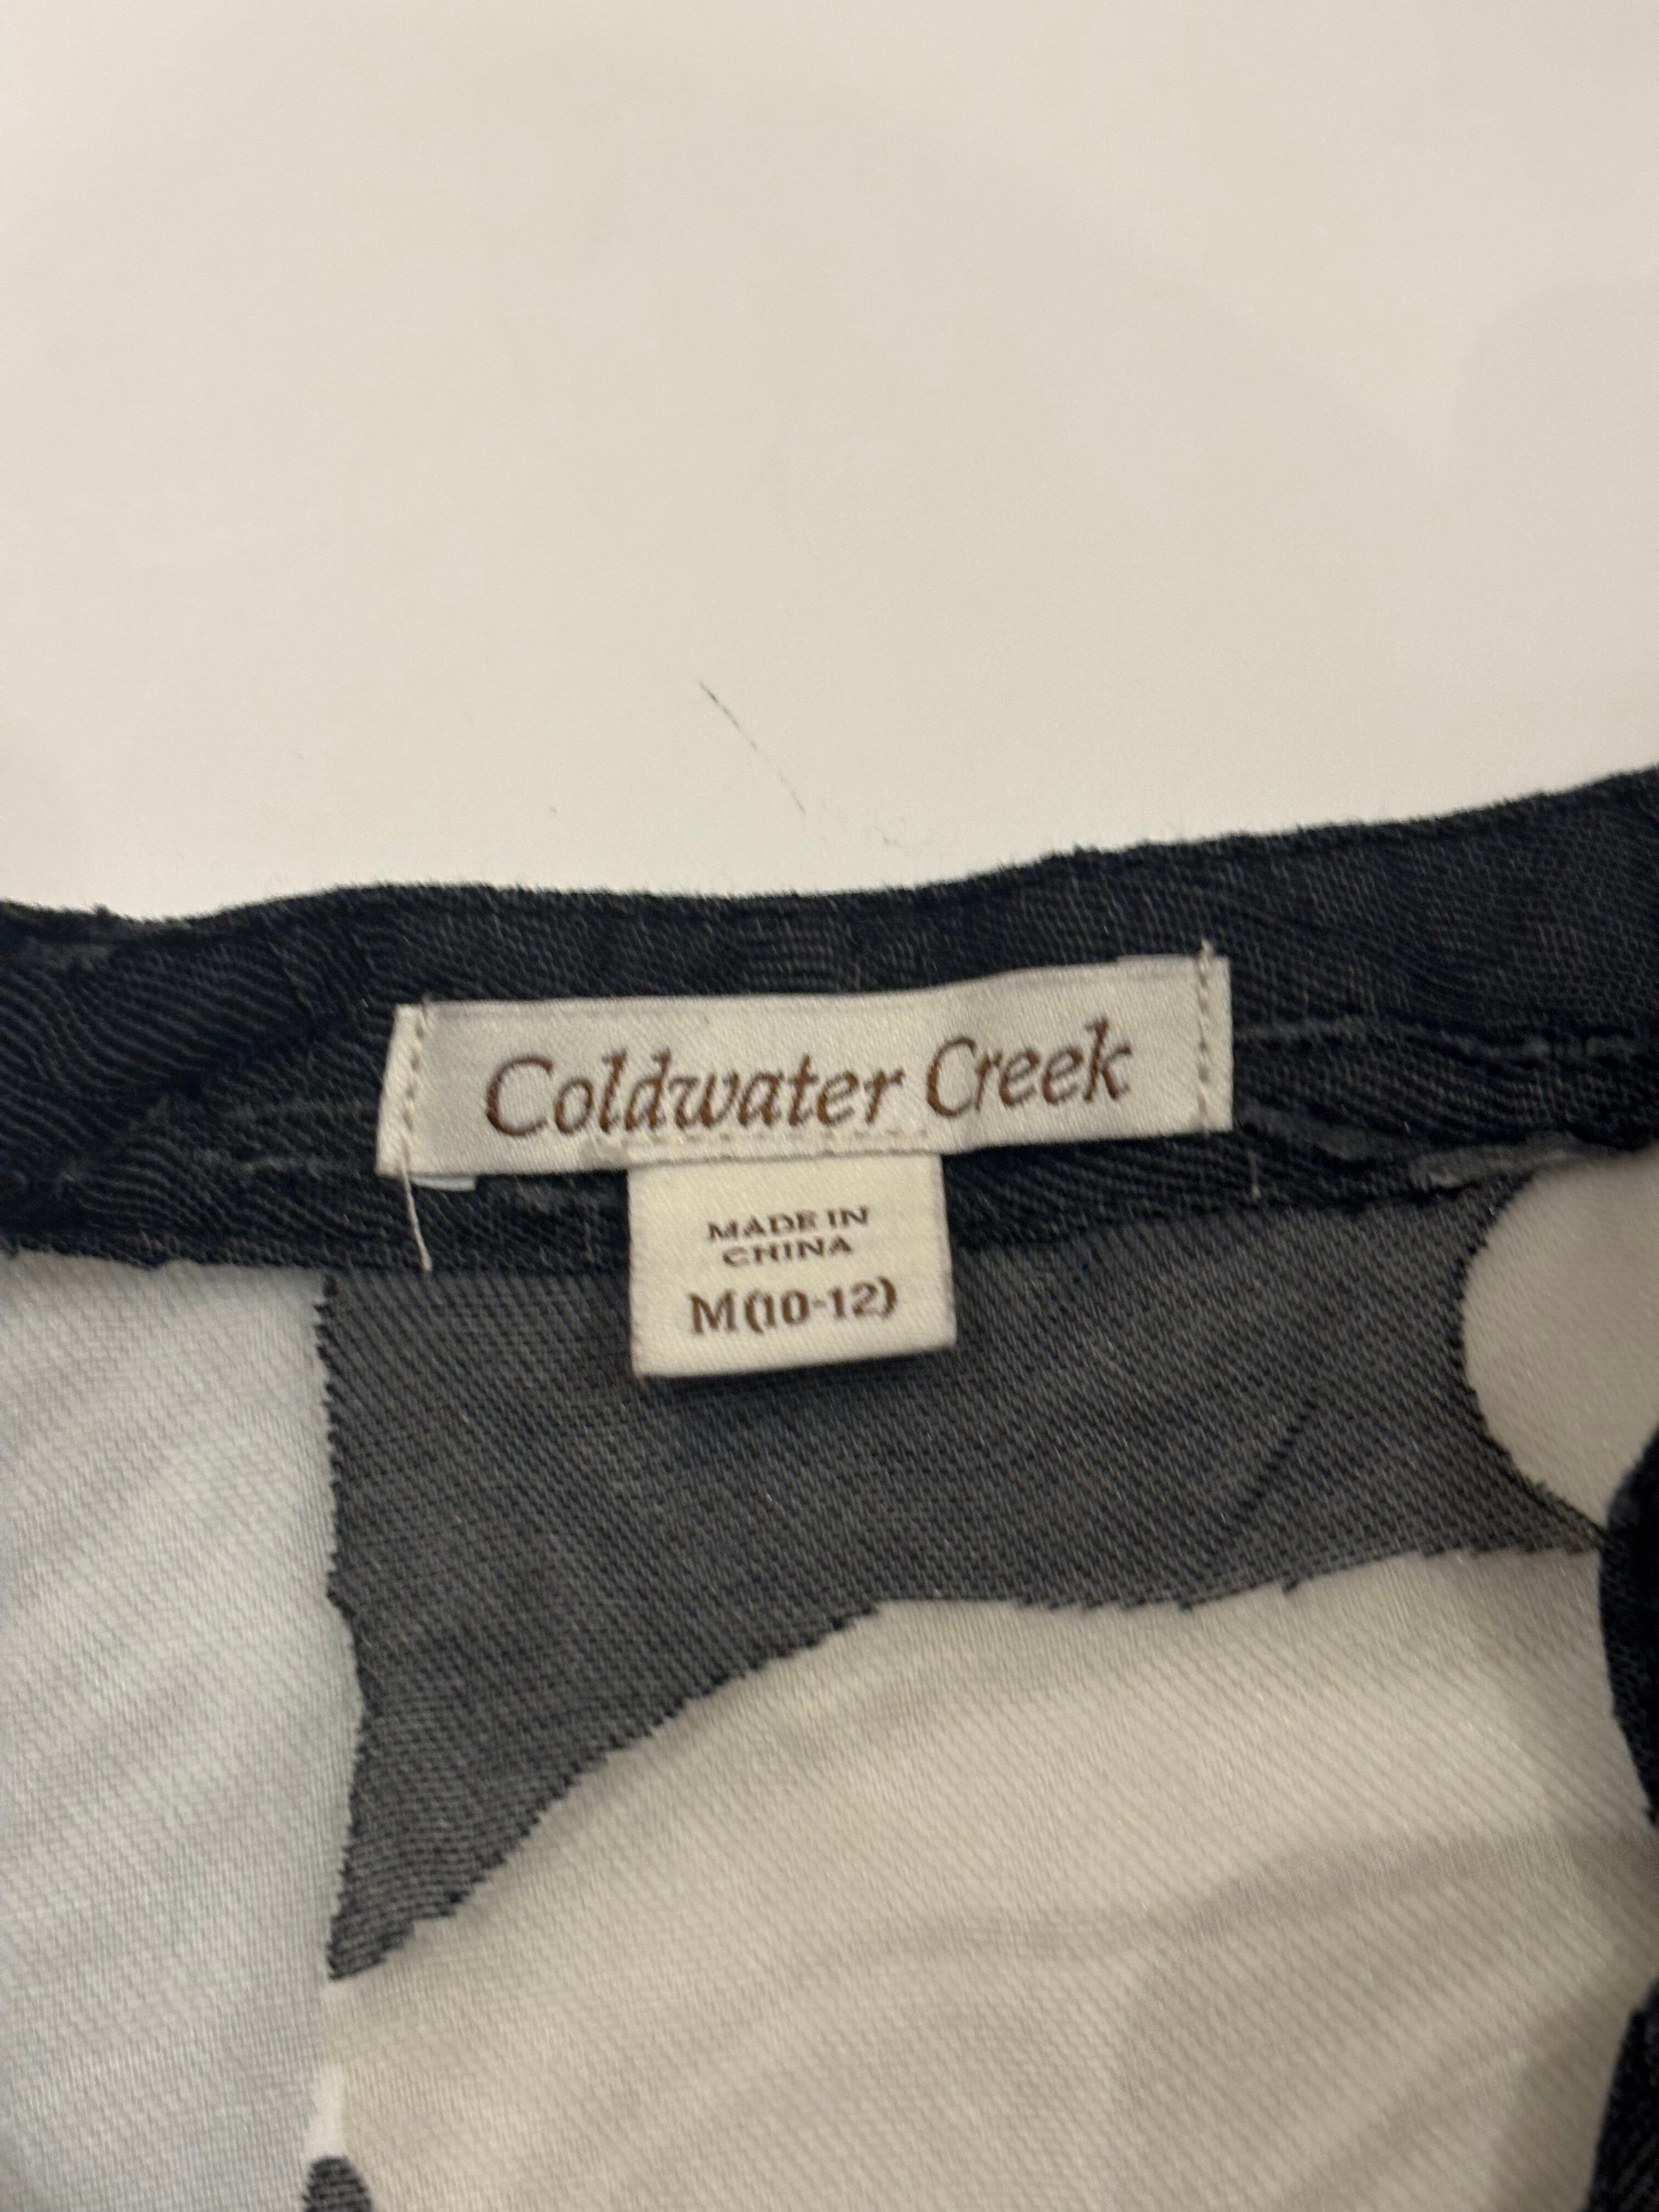 Coldwater Creek
MADE IN
CHINA
M(10-12)